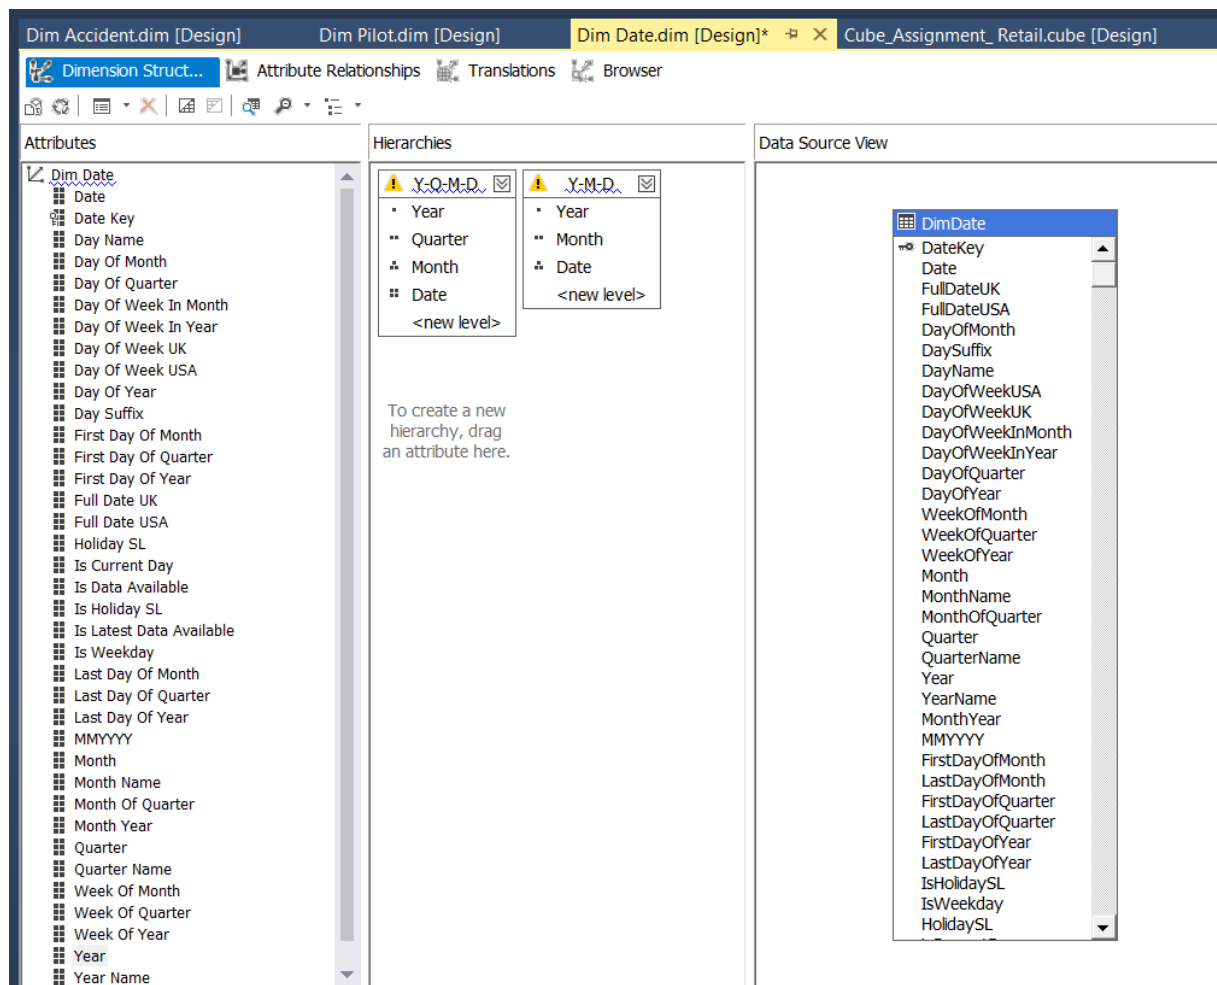 Dim Accident.dim [Design] Dim Pilot.dim [Design] Dim Date.dim [Design]* Cube_Assignment_ Retail.cube [Design]
Dimension Struct... Attribute Relationships Translations Browser
Attributes
Dim Date
Date
Date Key
Day Name
Day Of Month
Day Of Quarter
Day Of Week In Month
Day Of Week In Year
Day Of Week UK
Day Of Week USA
Day Of Year
Day Suffix
First Day Of Month
First Day Of Quarter
First Day Of Year
Full Date UK
Full Date USA
Holiday SL
Is Current Day
Is Data Available
Is Holiday SL
Is Latest Data Available
Is Weekday
Last Day Of Month
Last Day Of Quarter
Last Day Of Year
MMYYYY
Month
Month Name
Month Of Quarter
Month Year
Quarter
Quarter Name
Week Of Month
Week Of Quarter
Week Of Year
Year
Year Name
Hierarchies
Y-Q-M-D
Year
Quarter
Month
Date
<new level>
Y-M-D
Year
Month
Date
<new level>
To create a new
hierarchy, drag
an attribute here.
Data Source View
DimDate
DateKey
Date
FullDateUK
FullDateUSA
DayOfMonth
DaySuffix
DayName
DayOfWeekUSA
DayOfWeekUK
DayOfWeekInMonth
DayOfWeekInYear
DayOfQuarter
DayOfYear
WeekOfMonth
WeekOfQuarter
WeekOfYear
Month
MonthName
MonthOfQuarter
Quarter
QuarterName
Year
YearName
MonthYear
MMYYYY
FirstDayOfMonth
LastDayOfMonth
FirstDayOfQuarter
LastDayOfQuarter
FirstDayOfYear
LastDayOfYear
IsHolidaySL
IsWeekday
HolidaySL